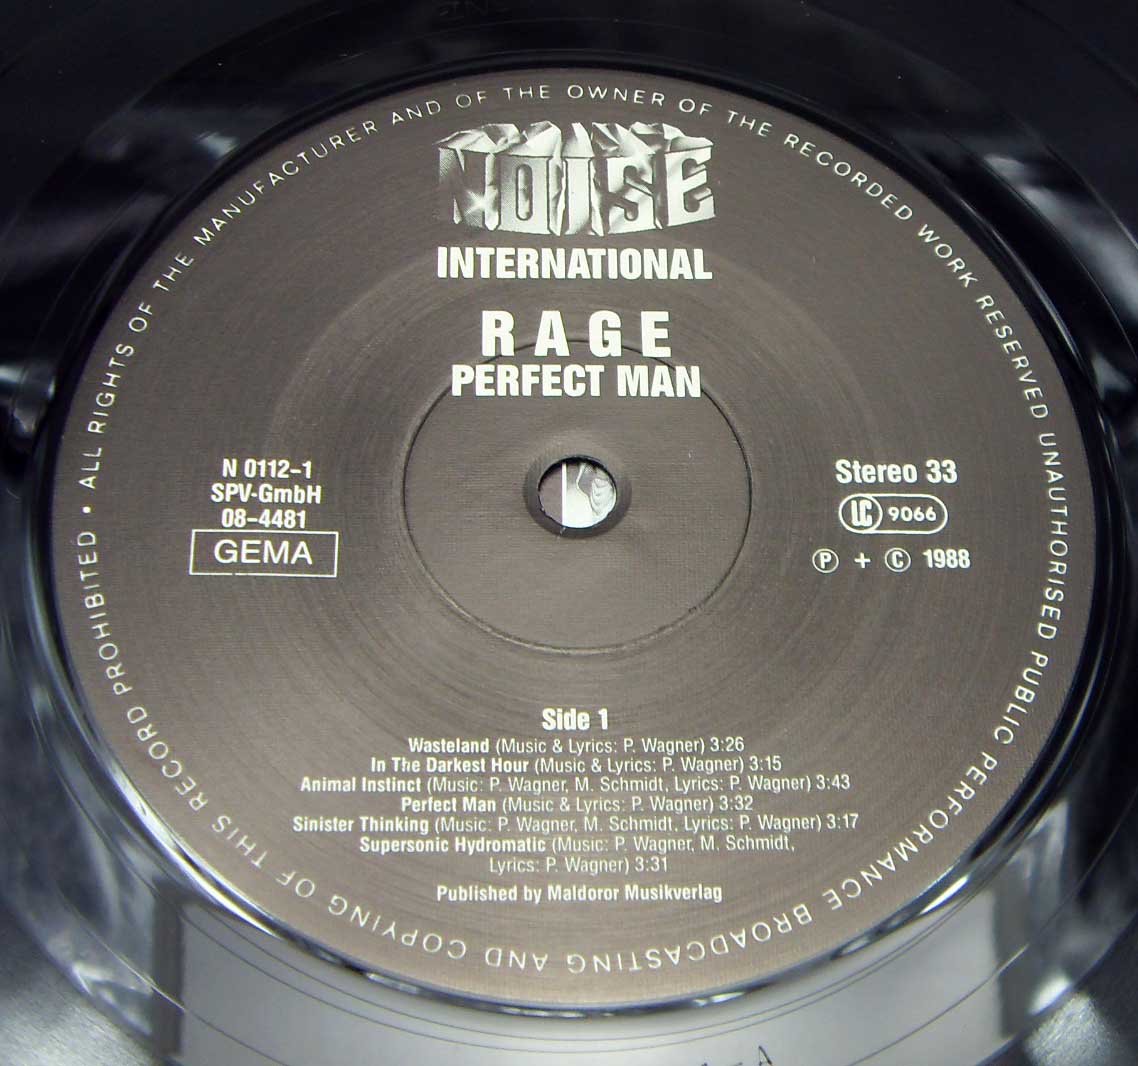 • ALL RIGHTS OF THE MANUFACTURER AND OF THE OWNER OF THE RECORDED WORK RESERVED UNAUTHORISED PUBLIC PERFORMANCE BROADCASTING AND COPYING OF THIS RECORD PROHIBITED
NOISE
INTERNATIONAL
RAGE
PERFECT MAN
N 0112-1
SPV-GmbH
08-4481
GEMA
Stereo 33
LC 9066
Ⓟ + © 1988
Side 1
Wasteland (Music & Lyrics: P. Wagner) 3:26
In The Darkest Hour (Music & Lyrics: P. Wagner) 3:15
Animal Instinct (Music: P. Wagner, M. Schmidt, Lyrics: P. Wagner) 3:43
Perfect Man (Music & Lyrics: P. Wagner) 3:32
Sinister Thinking (Music: P. Wagner, M. Schmidt, Lyrics: P. Wagner) 3:17
Supersonic Hydromatic (Music: P. Wagner, M. Schmidt,
Lyrics: P. Wagner) 3:31
Published by Maldoror Musikverlag